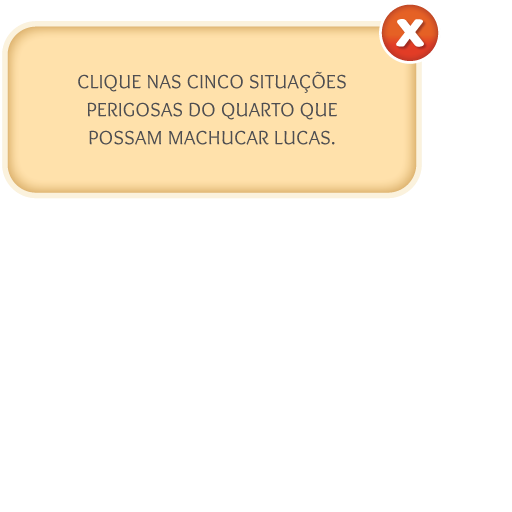 CLIQUE NAS CINCO SITUAÇÕES
PERIGOSAS DO QUARTO QUE
POSSAM MACHUCAR LUCAS.